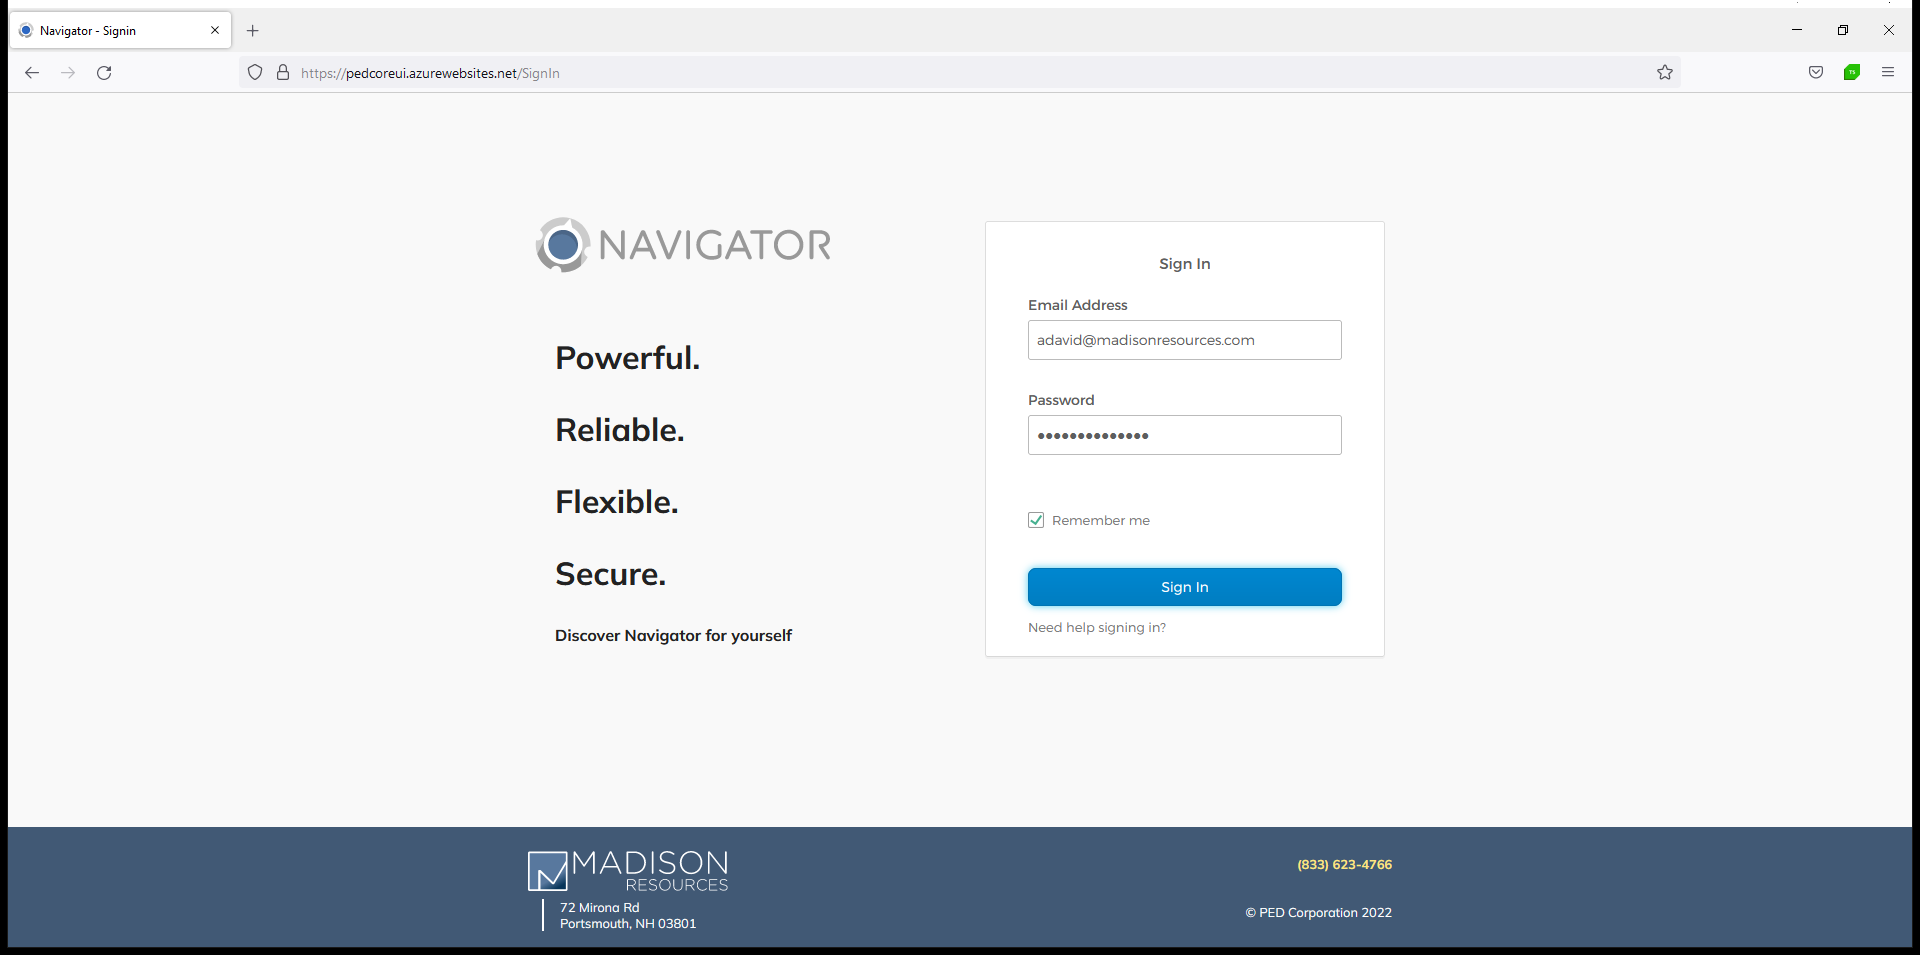 Navigator - Signin
https://pedcoreui.azurewebsites.net/SignIn
TS
NAVIGATOR
Powerful.
Reliable.
Flexible.
Secure.
Discover Navigator for yourself
Sign In
Email Address
adavid@madisonresources.com
Password
••••••••••••••
Remember me
Sign In
Need help signing in?
MADISON
RESOURCES
72 Mirona Rd
Portsmouth, NH 03801
(833) 623-4766
© PED Corporation 2022